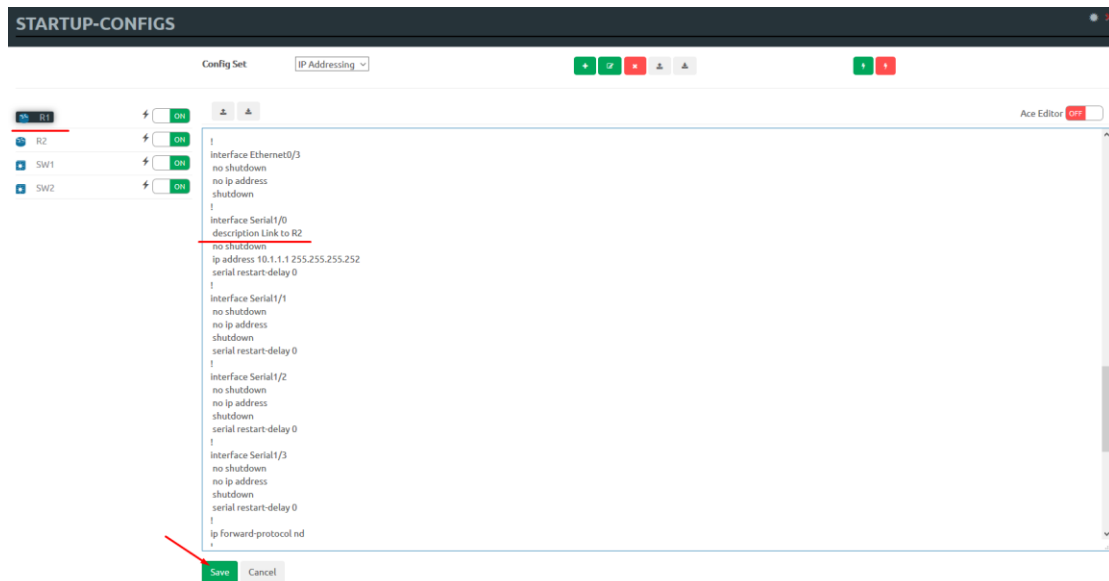 STARTUP-CONFIGS
Config Set IP Addressing
R1 ON
Ace Editor OFF
R2 ON
SW1 ON
SW2 ON
!
interface Ethernet0/3
no shutdown
no ip address
shutdown
!
interface Serial1/0
description Link to R2
no shutdown
ip address 10.1.1.1 255.255.255.252
serial restart-delay 0
!
interface Serial1/1
no shutdown
no ip address
shutdown
serial restart-delay 0
!
interface Serial1/2
no shutdown
no ip address
shutdown
serial restart-delay 0
!
interface Serial1/3
no shutdown
no ip address
shutdown
serial restart-delay 0
!
ip forward-protocol nd
!
Save Cancel